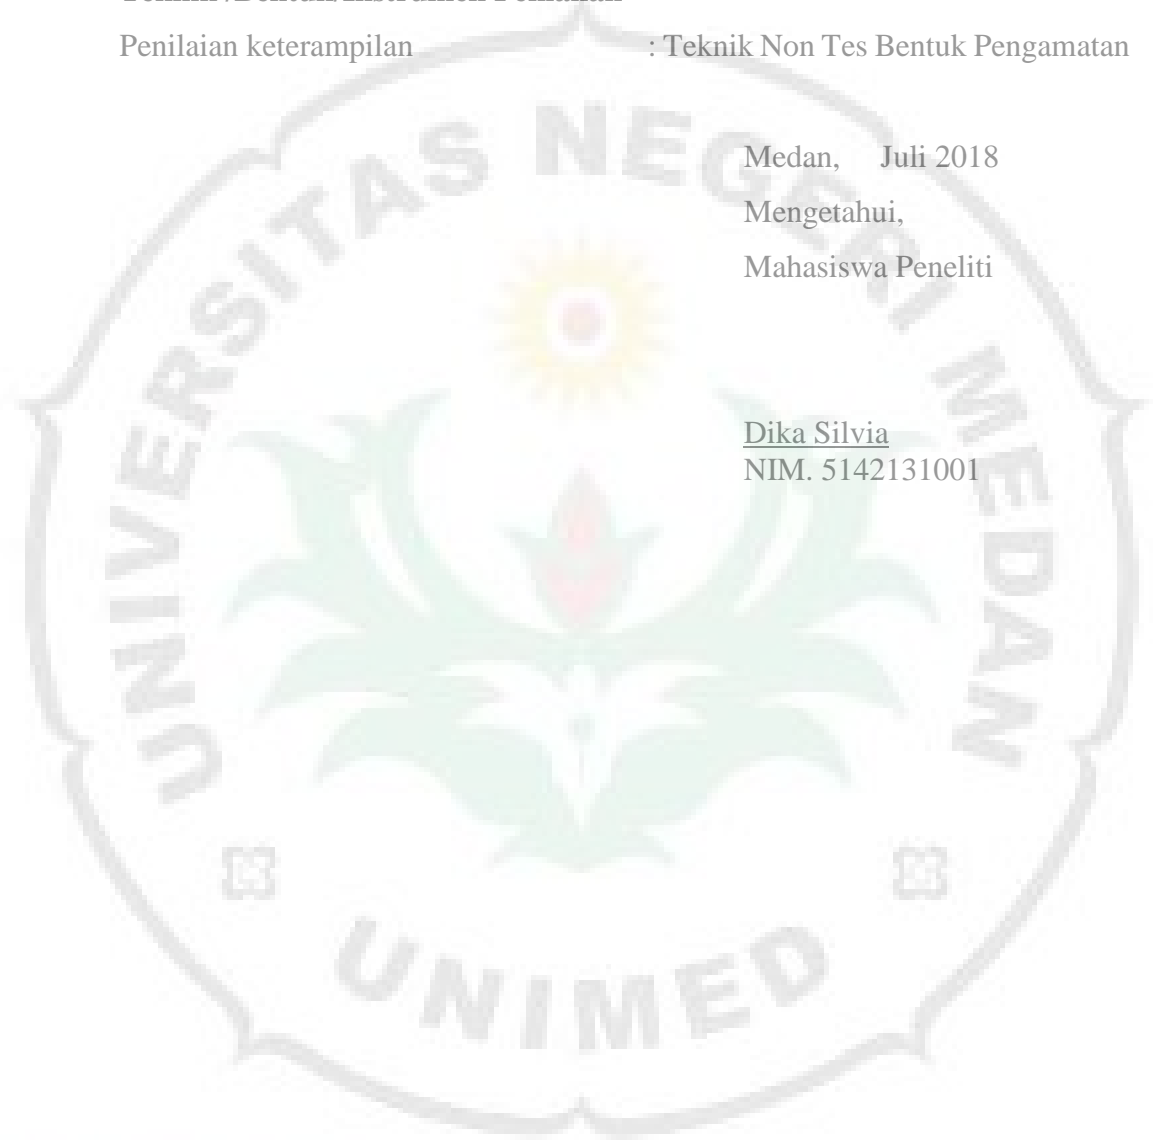 Penilaian keterampilan : Teknik Non Tes Bentuk Pengamatan
Medan, Juli 2018
Mengetahui,
Mahasiswa Peneliti
Dika Silvia
NIM. 5142131001
UNIVERSITAS NEGERI MEDAN
UNIMED